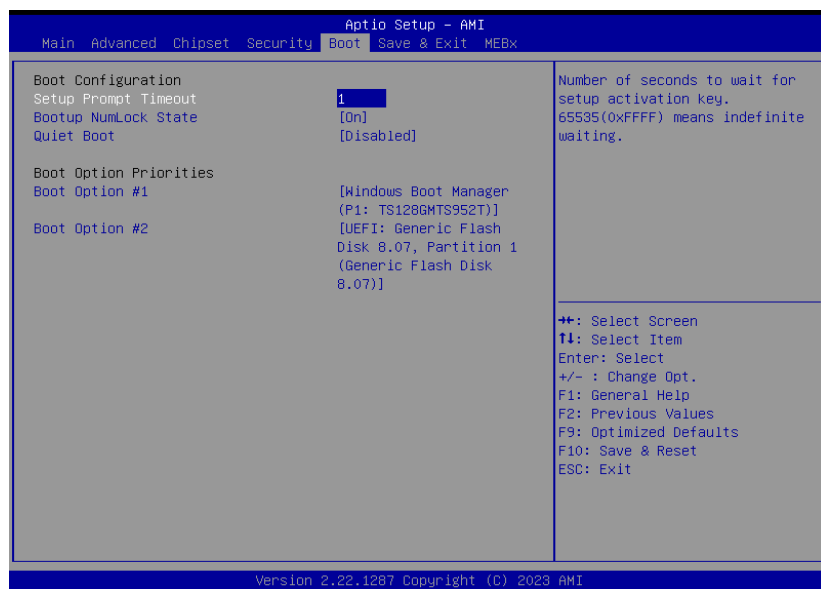 Aptio Setup – AMI
Main Advanced Chipset Security Boot Save & Exit MEBx
Boot Configuration
Setup Prompt Timeout 1
Bootup NumLock State [On]
Quiet Boot [Disabled]
Boot Option Priorities
Boot Option #1 [Windows Boot Manager
(P1: TS128GMTS952T)]
Boot Option #2 [UEFI: Generic Flash
Disk 8.07, Partition 1
(Generic Flash Disk
8.07)]
Number of seconds to wait for
setup activation key.
65535(0xFFFF) means indefinite
waiting.
→←: Select Screen
↑↓: Select Item
Enter: Select
+/- : Change Opt.
F1: General Help
F2: Previous Values
F9: Optimized Defaults
F10: Save & Reset
ESC: Exit
Version 2.22.1287 Copyright (C) 2023 AMI